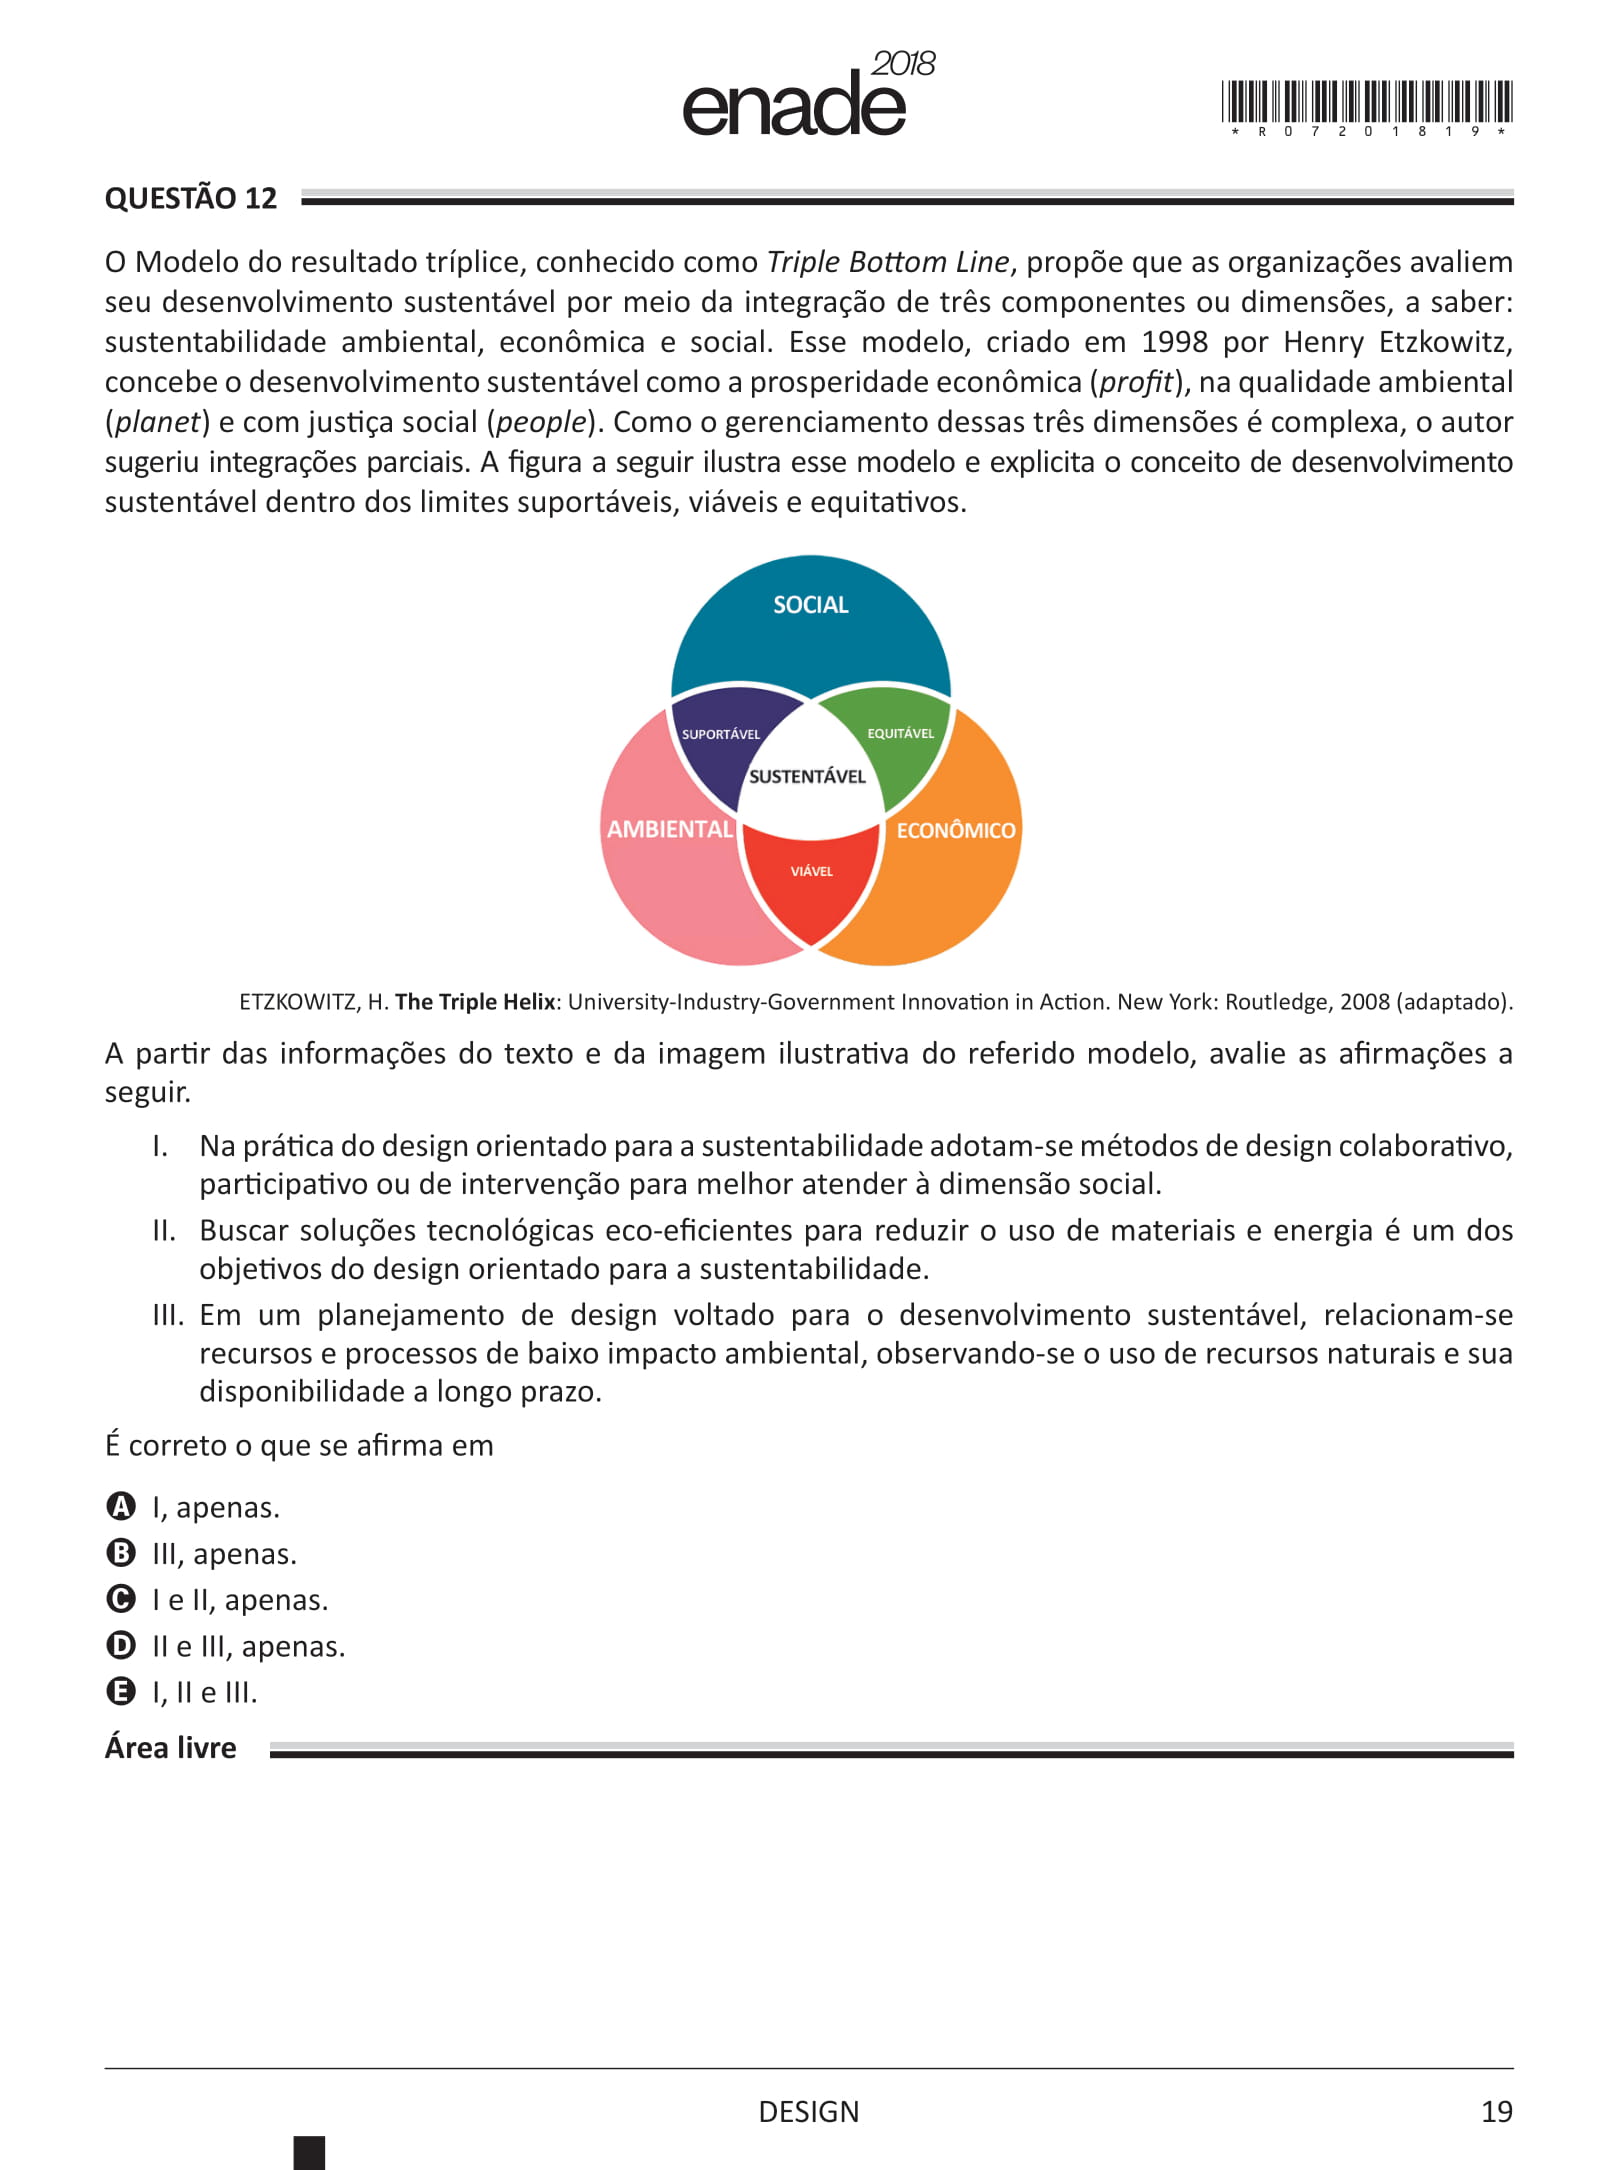 enade 2018
* R 0 7 2 0 1 8 1 9 *
QUESTÃO 12
O Modelo do resultado tríplice, conhecido como Triple Bottom Line, propõe que as organizações avaliem
seu desenvolvimento sustentável por meio da integração de três componentes ou dimensões, a saber:
sustentabilidade ambiental, econômica e social. Esse modelo, criado em 1998 por Henry Etzkowitz,
concebe o desenvolvimento sustentável como a prosperidade econômica (profit), na qualidade ambiental
(planet) e com justiça social (people). Como o gerenciamento dessas três dimensões é complexa, o autor
sugeriu integrações parciais. A figura a seguir ilustra esse modelo e explicita o conceito de desenvolvimento
sustentável dentro dos limites suportáveis, viáveis e equitativos.
SOCIAL
SUPORTÁVEL
EQUITÁVEL
SUSTENTÁVEL
AMBIENTAL
ECONÔMICO
VIÁVEL
ETZKOWITZ, H. The Triple Helix: University-Industry-Government Innovation in Action. New York: Routledge, 2008 (adaptado).
A partir das informações do texto e da imagem ilustrativa do referido modelo, avalie as afirmações a
seguir.
I. Na prática do design orientado para a sustentabilidade adotam-se métodos de design colaborativo,
participativo ou de intervenção para melhor atender à dimensão social.
II. Buscar soluções tecnológicas eco-eficientes para reduzir o uso de materiais e energia é um dos
objetivos do design orientado para a sustentabilidade.
III. Em um planejamento de design voltado para o desenvolvimento sustentável, relacionam-se
recursos e processos de baixo impacto ambiental, observando-se o uso de recursos naturais e sua
disponibilidade a longo prazo.
É correto o que se afirma em
A I, apenas.
B III, apenas.
C I e II, apenas.
D II e III, apenas.
E I, II e III.
Área livre
DESIGN
19